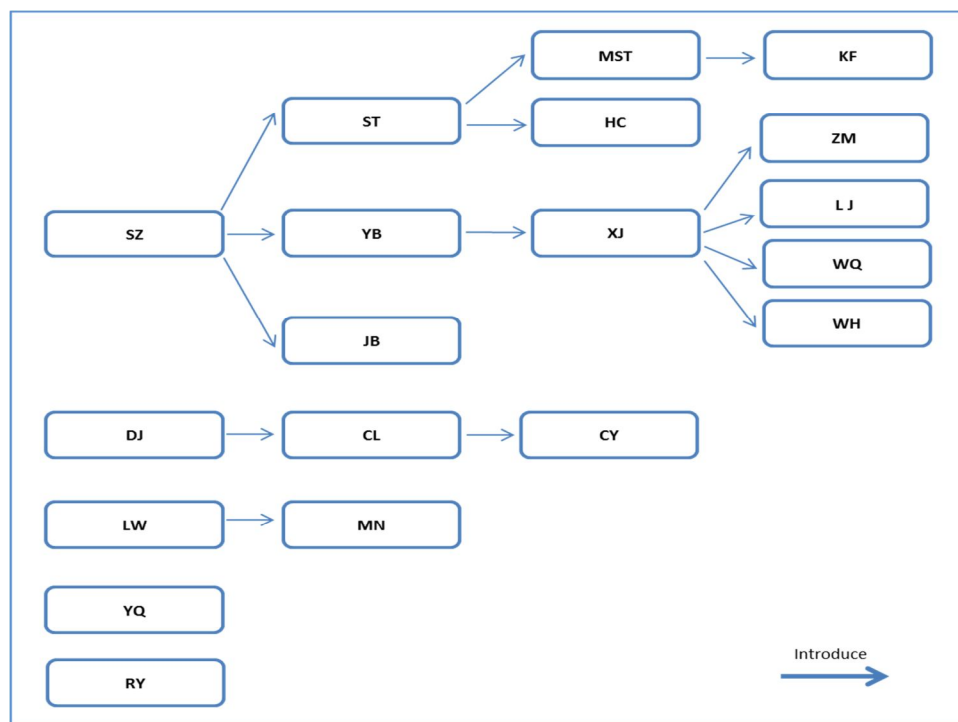 MST
KF
ST
HC
ZM
SZ
YB
XJ
L J
WQ
WH
JB
DJ
CL
CY
LW
MN
YQ
RY
Introduce